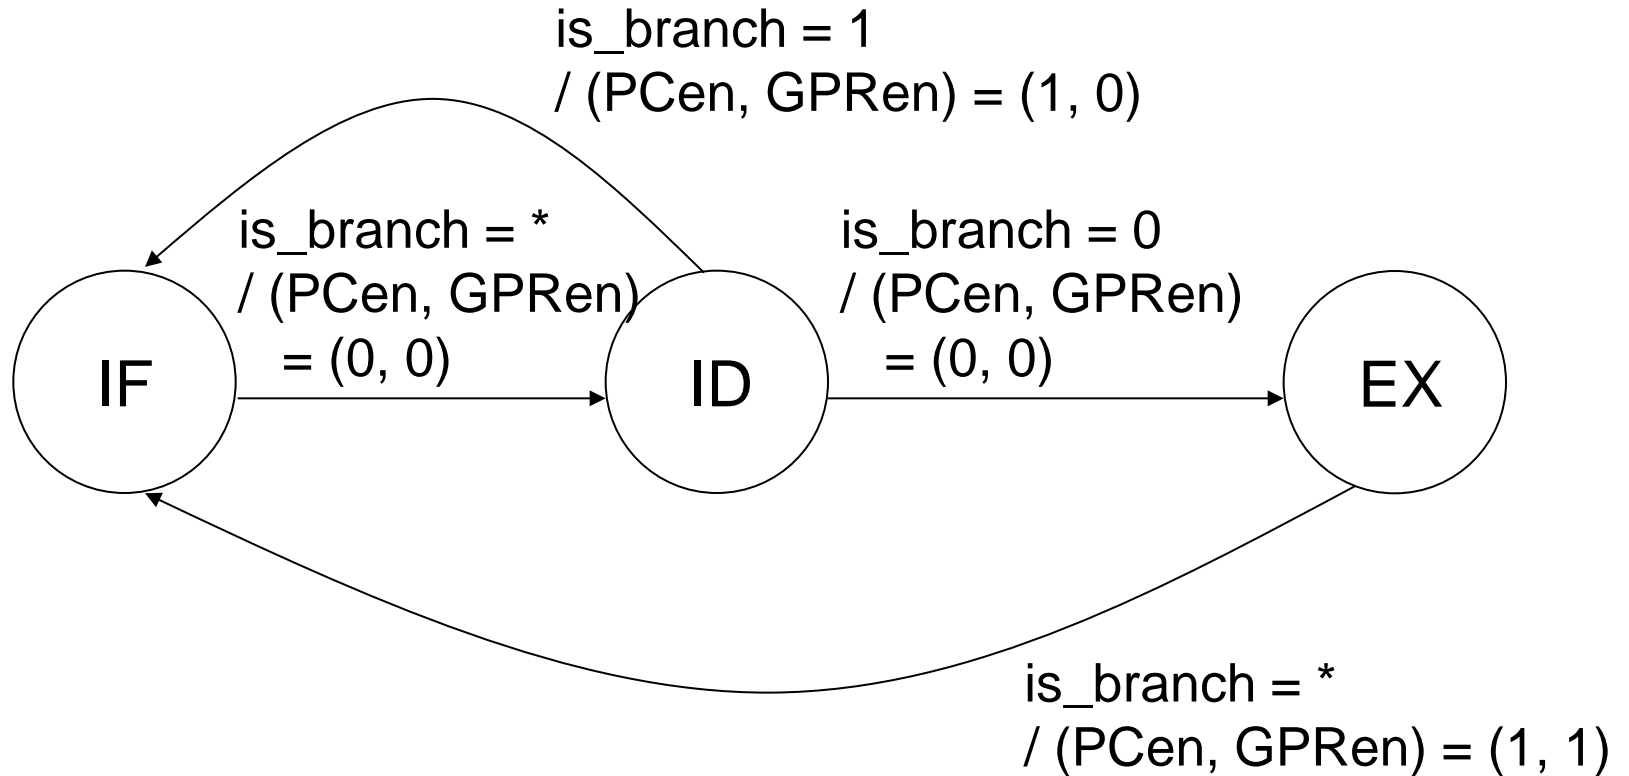 is_branch = 1
/ (PCen, GPRen) = (1, 0)
is_branch = *
/ (PCen, GPRen)
= (0, 0)
is_branch = 0
/ (PCen, GPRen)
= (0, 0)
IF
ID
EX
is_branch = *
/ (PCen, GPRen) = (1, 1)